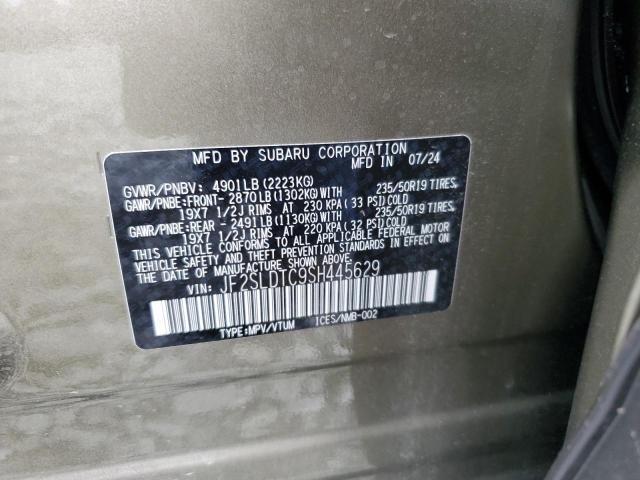 MFD BY SUBARU CORPORATION
MFD IN 07/24
GVWR/PNBV: 4901LB(2223KG)
GAWR/PNBE:FRONT- 2870LB(1302KG)WITH 235/50R19 TIRES,
19X7 1/2J RIMS AT 230 KPA(33 PSI)COLD
GAWR/PNBE:REAR - 2491LB(1130KG)WITH 235/50R19 TIRES,
19X7 1/2J RIMS AT 220 KPA(32 PSI)COLD
THIS VEHICLE CONFORMS TO ALL APPLICABLE FEDERAL MOTOR
VEHICLE SAFETY, BUMPER, AND THEFT PREVENTION STANDARDS
IN EFFECT ON THE DATE OF MANUFACTURE SHOWN ABOVE.
VIN: JF2SLDTC9SH445629
TYPE:MPV/VTUM ICES/NMB-002